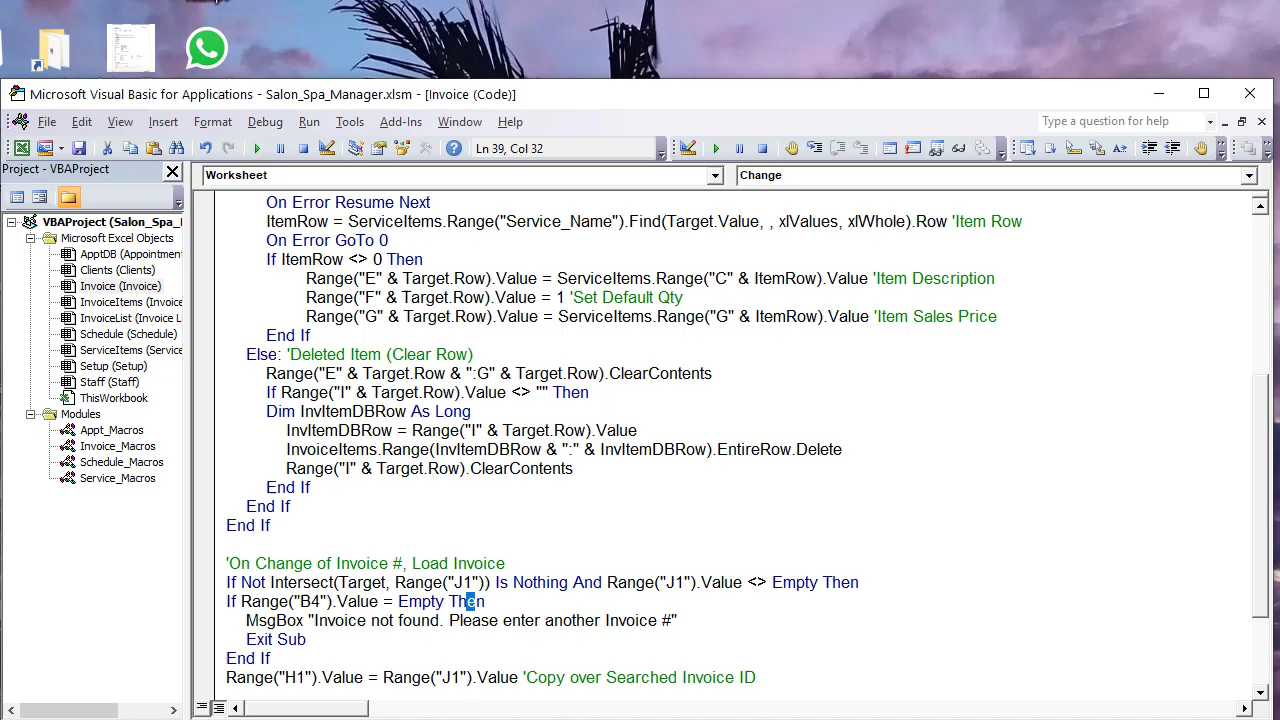 Microsoft Visual Basic for Applications - Salon_Spa_Manager.xlsm - [Invoice (Code)]
File Edit View Insert Format Debug Run Tools Add-Ins Window Help
Type a question for help
Ln 39, Col 32
Project - VBAProject
Worksheet
Change
VBAProject (Salon_Spa_
Microsoft Excel Objects
ApptDB (Appointmen
Clients (Clients)
Invoice (Invoice)
InvoiceItems (Invoice
InvoiceList (Invoice L
Schedule (Schedule)
ServiceItems (Service
Setup (Setup)
Staff (Staff)
ThisWorkbook
Modules
Appt_Macros
Invoice_Macros
Schedule_Macros
Service_Macros
On Error Resume Next
ItemRow = ServiceItems.Range("Service_Name").Find(Target.Value, , xlValues, xlWhole).Row 'Item Row
On Error GoTo 0
If ItemRow <> 0 Then
Range("E" & Target.Row).Value = ServiceItems.Range("C" & ItemRow).Value 'Item Description
Range("F" & Target.Row).Value = 1 'Set Default Qty
Range("G" & Target.Row).Value = ServiceItems.Range("G" & ItemRow).Value 'Item Sales Price
End If
Else: 'Deleted Item (Clear Row)
Range("E" & Target.Row & ":G" & Target.Row).ClearContents
If Range("I" & Target.Row).Value <> "" Then
Dim InvItemDBRow As Long
InvItemDBRow = Range("I" & Target.Row).Value
InvoiceItems.Range(InvItemDBRow & ":" & InvItemDBRow).EntireRow.Delete
Range("I" & Target.Row).ClearContents
End If
End If
End If
'On Change of Invoice #, Load Invoice
If Not Intersect(Target, Range("J1")) Is Nothing And Range("J1").Value <> Empty Then
If Range("B4").Value = Empty Then
MsgBox "Invoice not found. Please enter another Invoice #"
Exit Sub
End If
Range("H1").Value = Range("J1").Value 'Copy over Searched Invoice ID